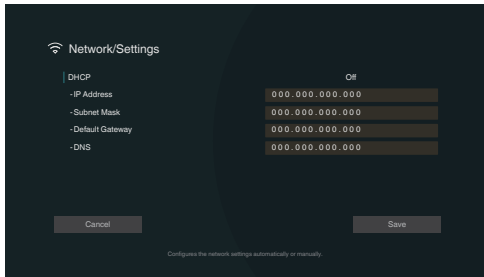 Network/Settings
DHCP Off
-IP Address 000.000.000.000
-Subnet Mask 000.000.000.000
-Default Gateway 000.000.000.000
-DNS 000.000.000.000
Cancel Save
Configures the network settings automatically or manually.